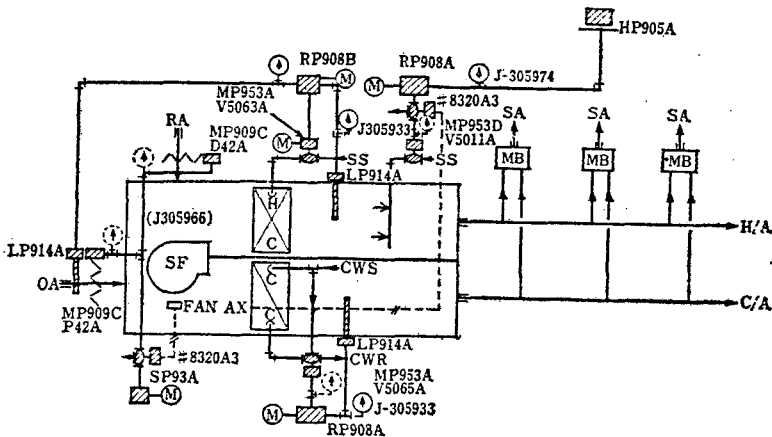 HP905A
RP908B
RP908A
M
M
J-305974
MP953A
V5063A
#8320A3
RA
MP909C
D42A
J305933
MP953D
V5011A
SA
SA
SA
M
SS
SS
MB
MB
MB
LP914A
H
C
(J305966)
H/A
LP914A
SF
OA
C
CWS
C/A
MP909C
P42A
FAN AX
C
LP914A
#8320A3
CWR
SP93A
MP953A
V5065A
M
J-305933
M
RP908A